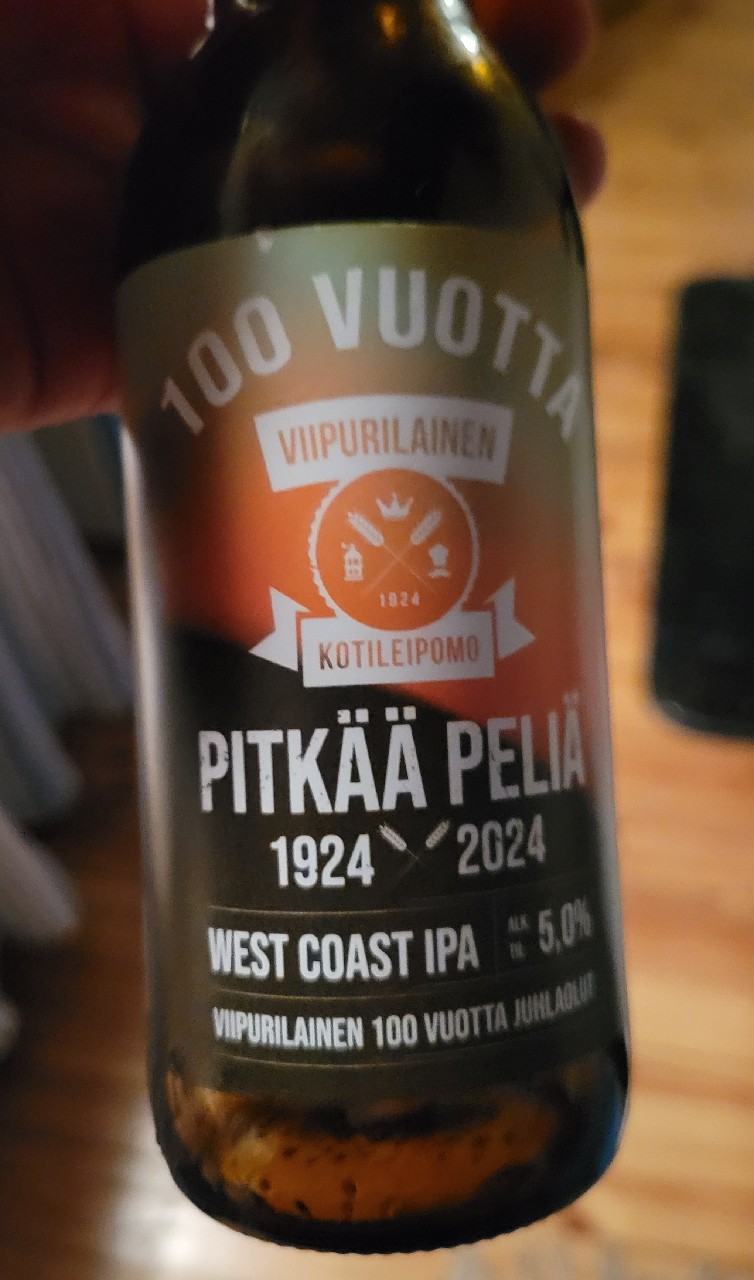 100 VUOTTA
VIIPURILAINEN
1924
KOTILEIPOMO
PITKÄÄ PELIÄ
1924 2024
WEST COAST IPA
ALK.
TIL.
5,0%
VIIPURILAINEN 100 VUOTTA JUHLAOLUT